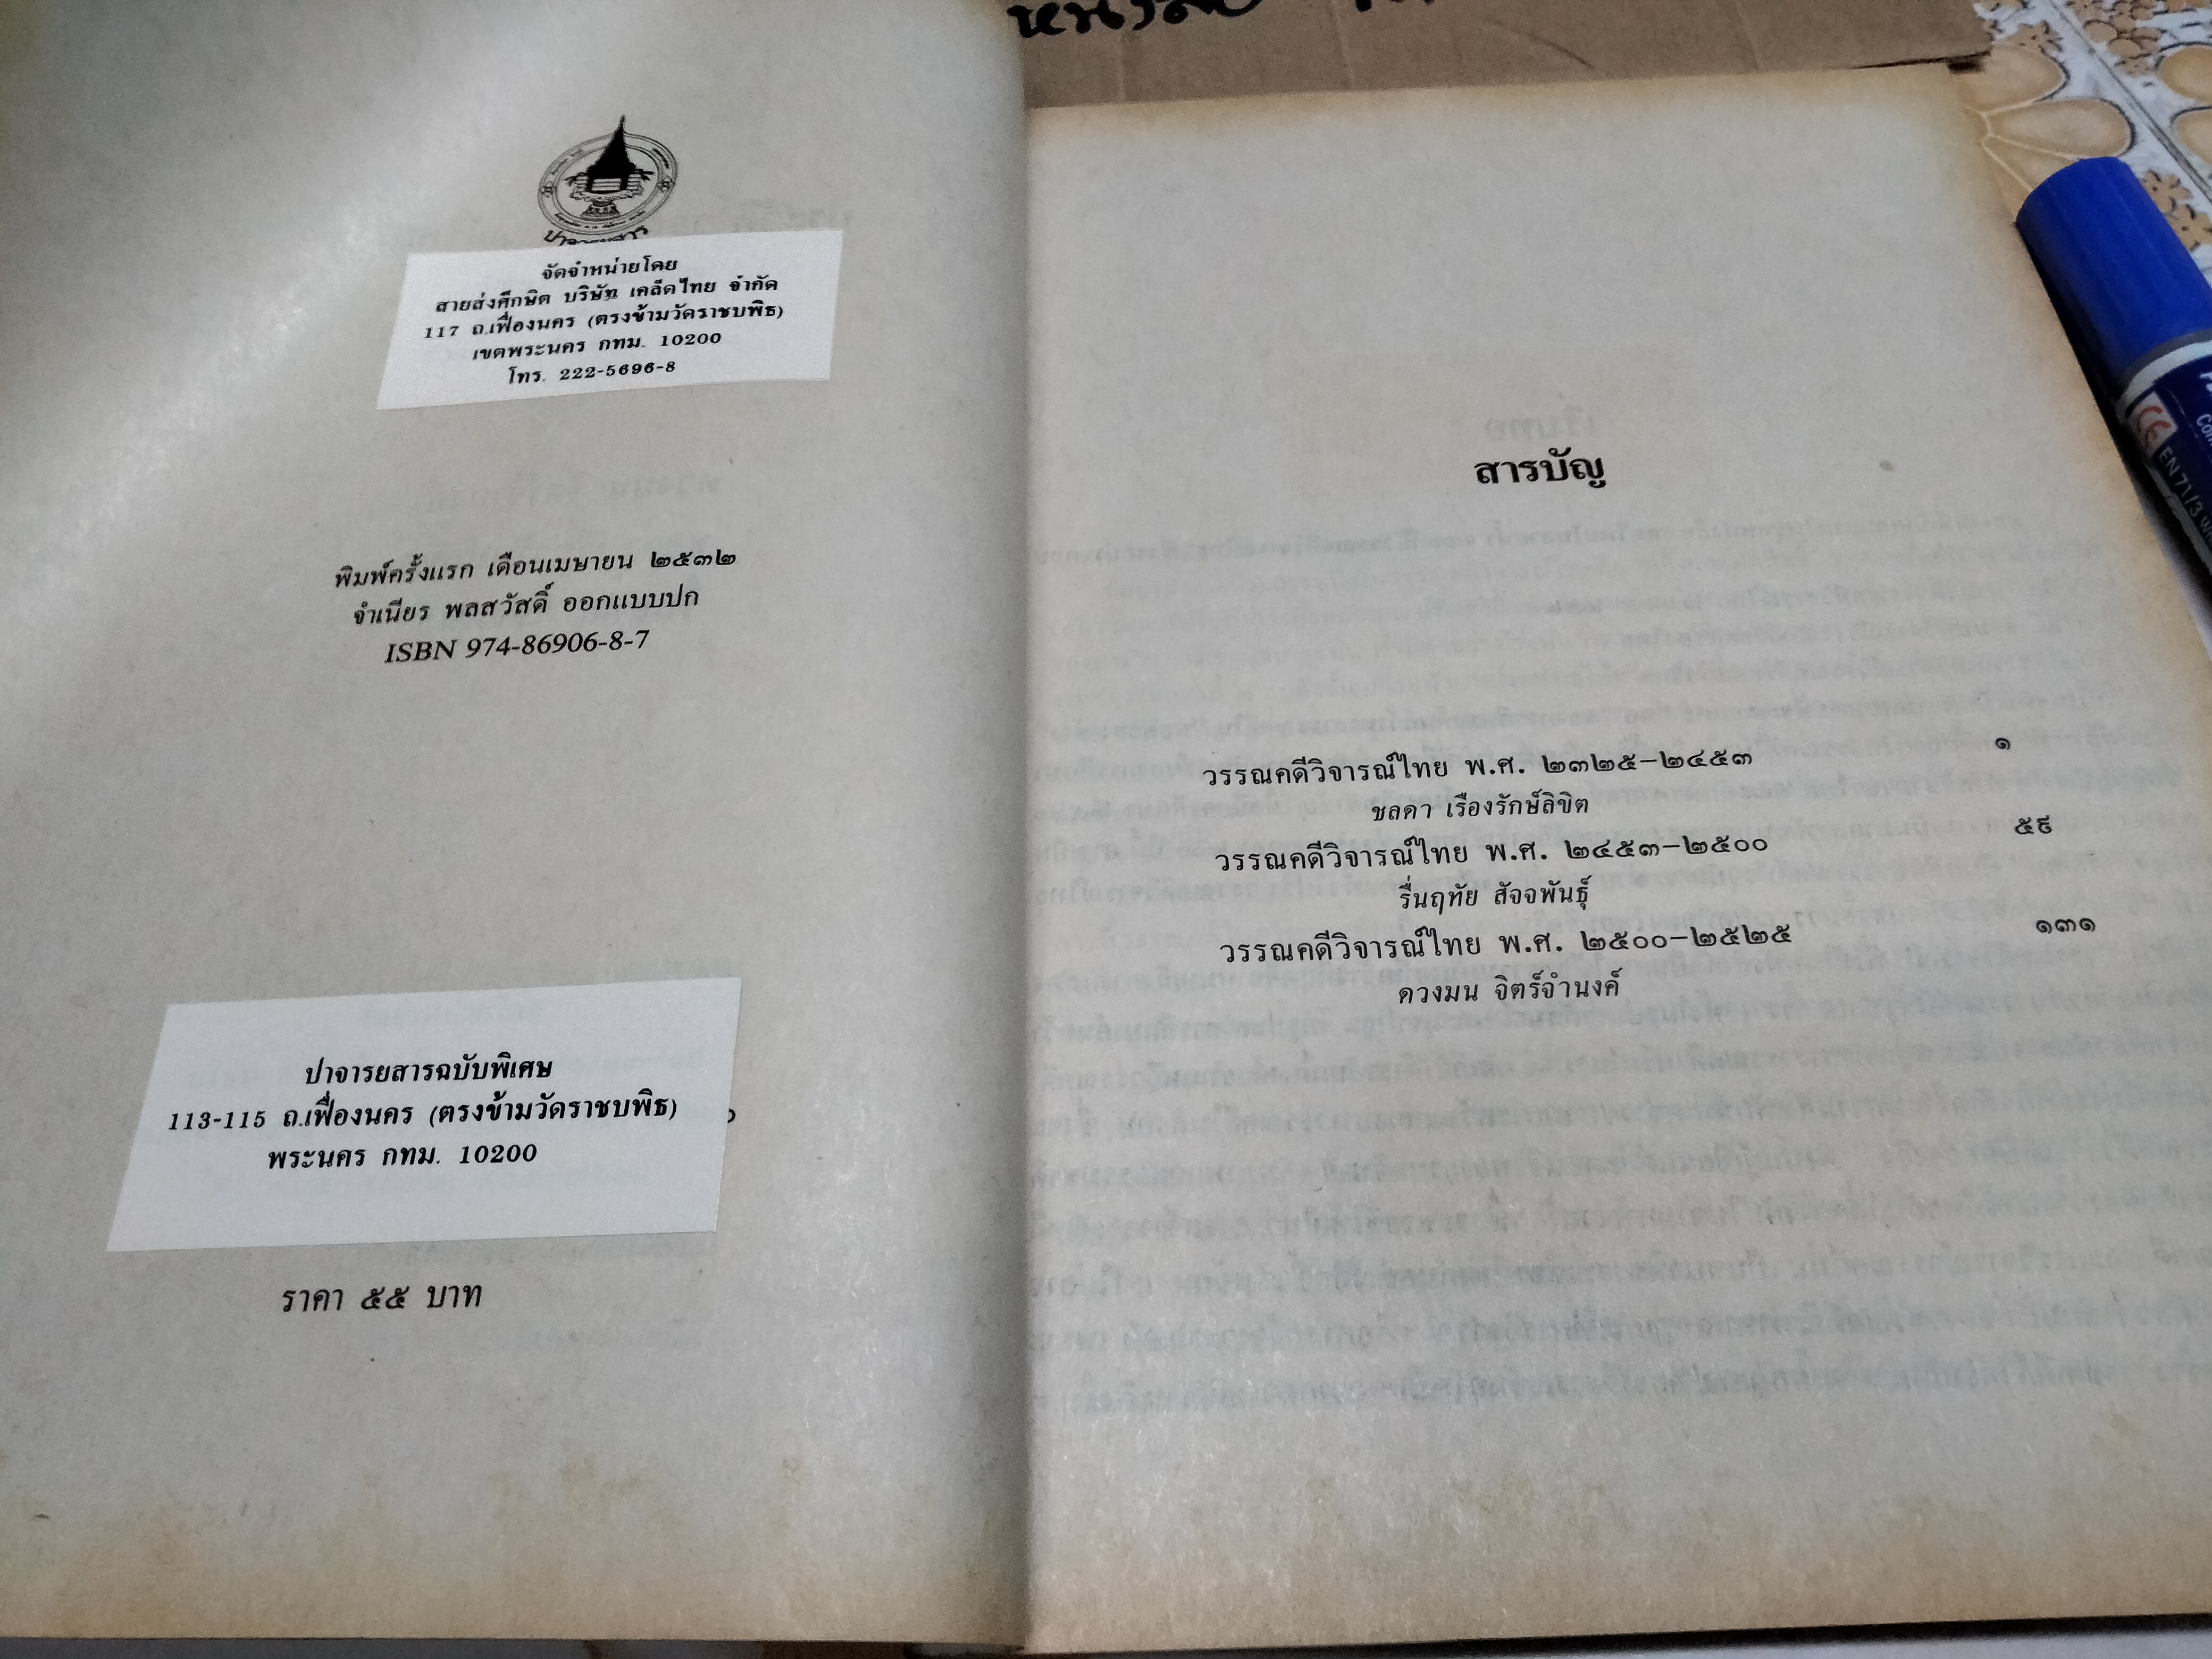 จัดจำหน่ายโดย
สายส่งศึกษิต บริษัท เคล็ดไทย จำกัด
117 ถ.เฟื่องนคร (ตรงข้ามวัดราชบพิธ)
เขตพระนคร กทม. 10200
โทร. 222-5696-8
พิมพ์ครั้งแรก เดือนเมษายน ๒๕๓๒
จำเนียร พลสวัสดิ์ ออกแบบปก
ISBN 974-86906-8-7
ปาจารยสารฉบับพิเศษ
113-115 ถ.เฟื่องนคร (ตรงข้ามวัดราชบพิธ)
พระนคร กทม. 10200
ราคา ๕๕ บาท
สารบัญ
วรรณคดีวิจารณ์ไทย พ.ศ. ๒๓๒๕–๒๔๕๓ ๑
ชลดา เรืองรักษ์ลิขิต
วรรณคดีวิจารณ์ไทย พ.ศ. ๒๔๕๓–๒๕๐๐ ๕๙
รื่นฤทัย สัจจพันธุ์
วรรณคดีวิจารณ์ไทย พ.ศ. ๒๕๐๐–๒๕๒๕ ๑๓๑
ดวงมน จิตร์จำนงค์
EN71/3